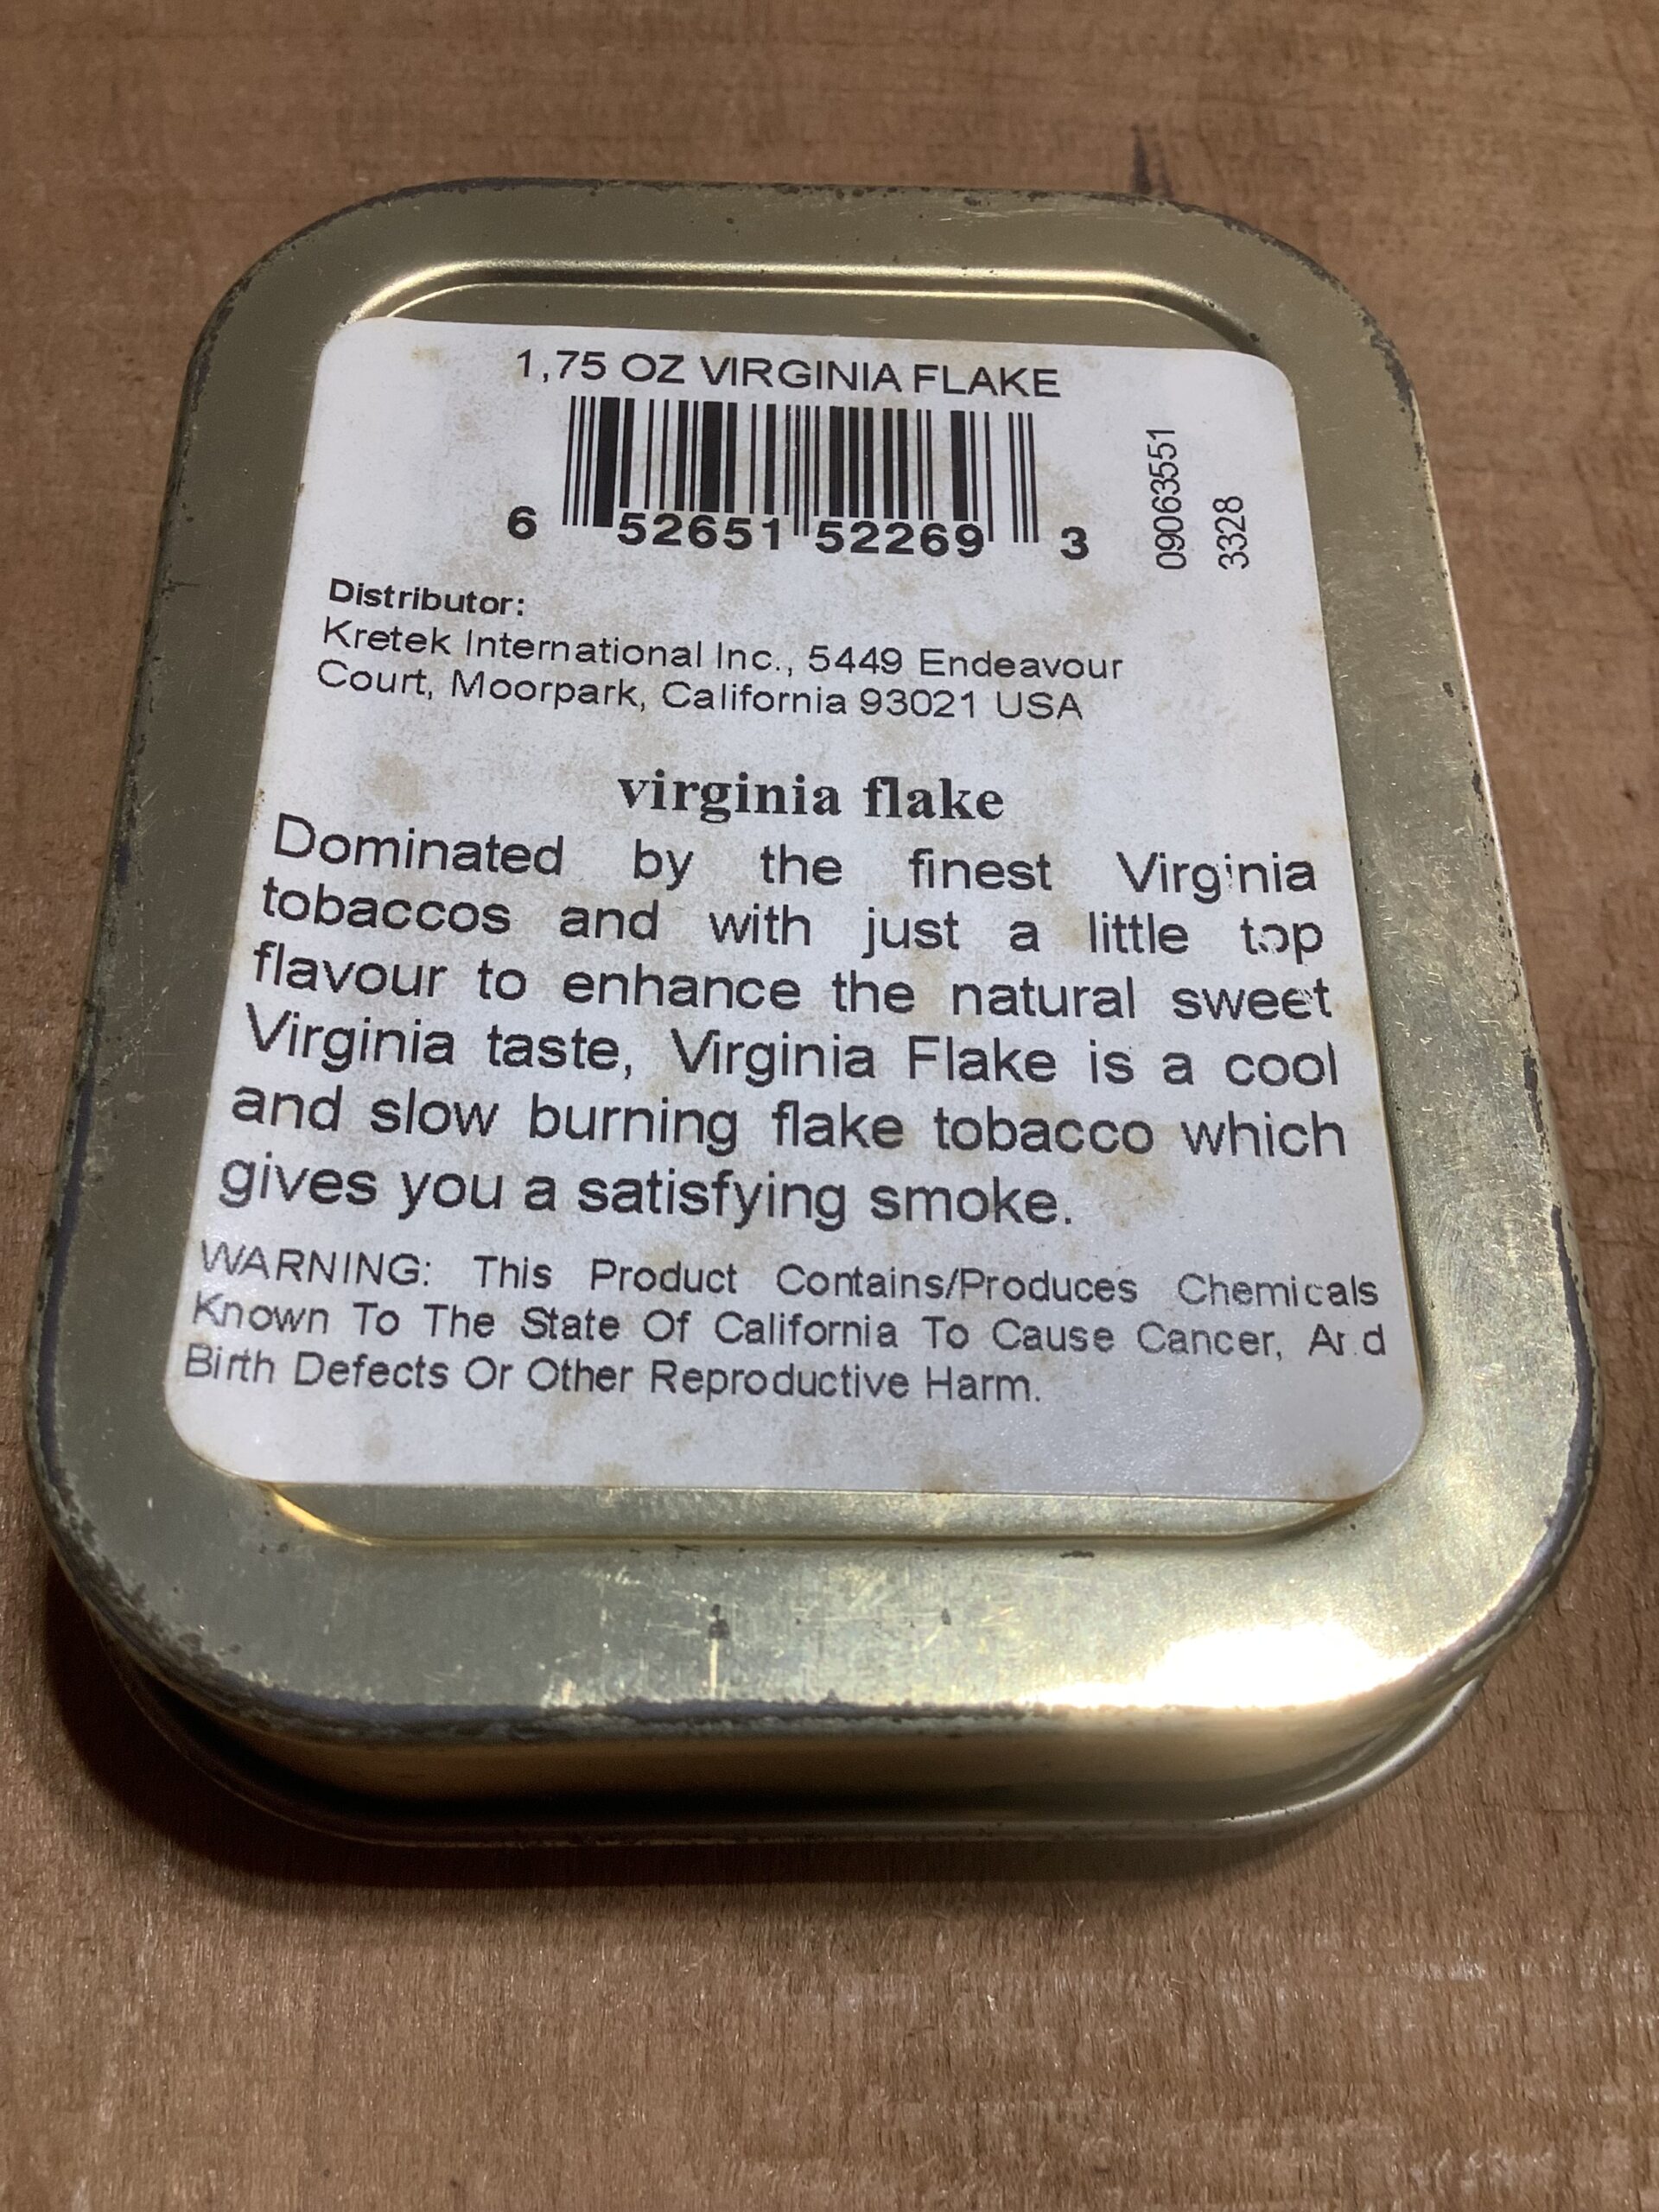 1,75 OZ VIRGINIA FLAKE
6 52651 52269 3
09063551
3328
Distributor:
Kretek International Inc., 5449 Endeavour
Court, Moorpark, California 93021 USA
virginia flake
Dominated by the finest Virginia
tobaccos and with just a little top
flavour to enhance the natural sweet
Virginia taste, Virginia Flake is a cool
and slow burning flake tobacco which
gives you a satisfying smoke.
WARNING: This Product Contains/Produces Chemicals
Known To The State Of California To Cause Cancer, And
Birth Defects Or Other Reproductive Harm.